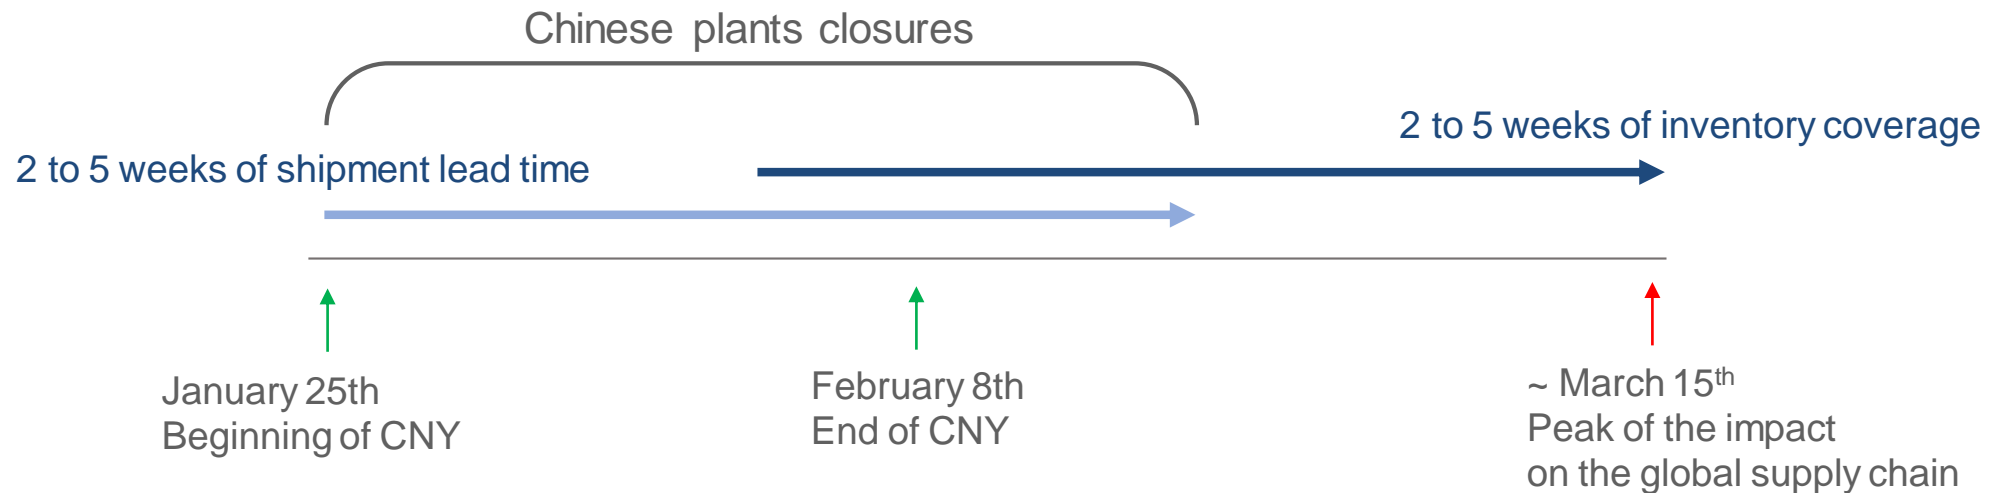 Chinese plants closures
2 to 5 weeks of inventory coverage
2 to 5 weeks of shipment lead time
January 25th
Beginning of CNY
February 8th
End of CNY
~ March 15th
Peak of the impact
on the global supply chain